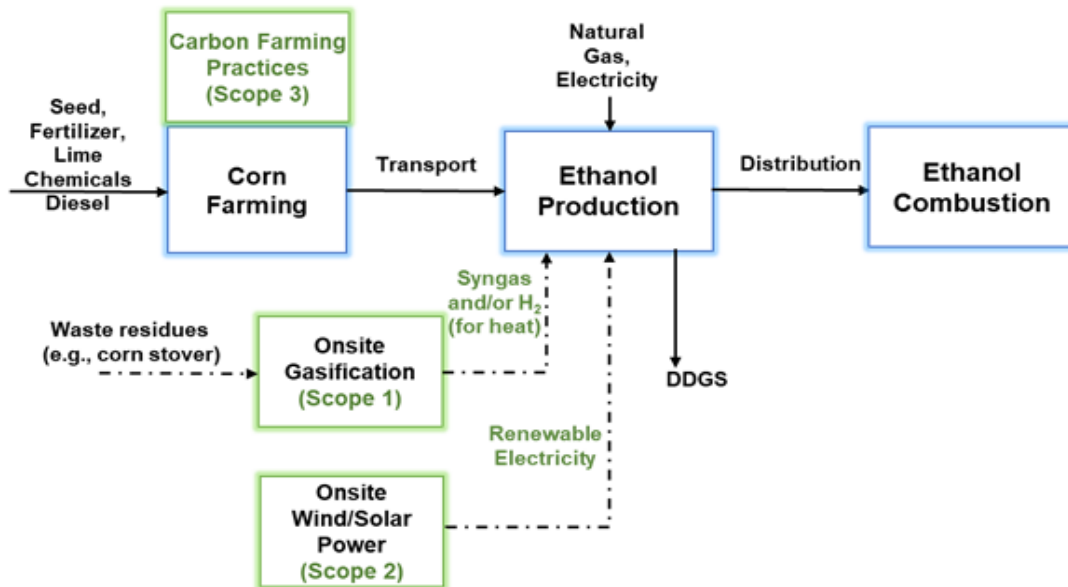 Carbon Farming
Practices
(Scope 3)
Natural
Gas,
Electricity
Seed,
Fertilizer,
Lime
Chemicals
Diesel
Corn
Farming
Transport
Ethanol
Production
Distribution
Ethanol
Combustion
Syngas
and/or H₂
(for heat)
Waste residues
(e.g., corn stover)
Onsite
Gasification
(Scope 1)
DDGS
Renewable
Electricity
Onsite
Wind/Solar
Power
(Scope 2)